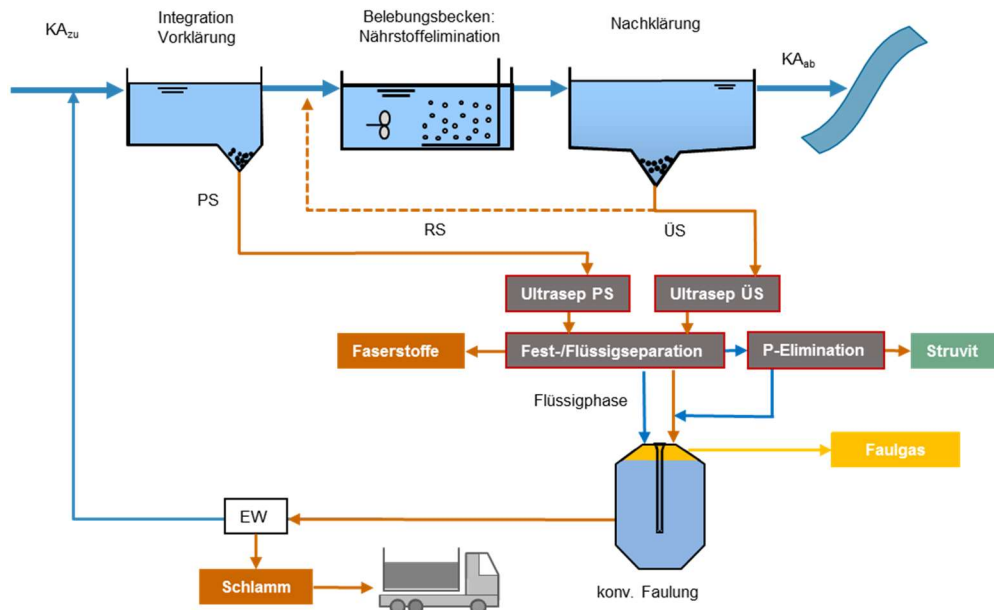 Integration
Vorklärung
Belebungsbecken:
Nährstoffelimination
Nachklärung
KAzu
KAab
PS
RS
ÜS
Ultrasep PS
Ultrasep ÜS
Faserstoffe
Fest-/Flüssigseparation
P-Elimination
Struvit
Flüssigphase
Faulgas
EW
Schlamm
konv. Faulung